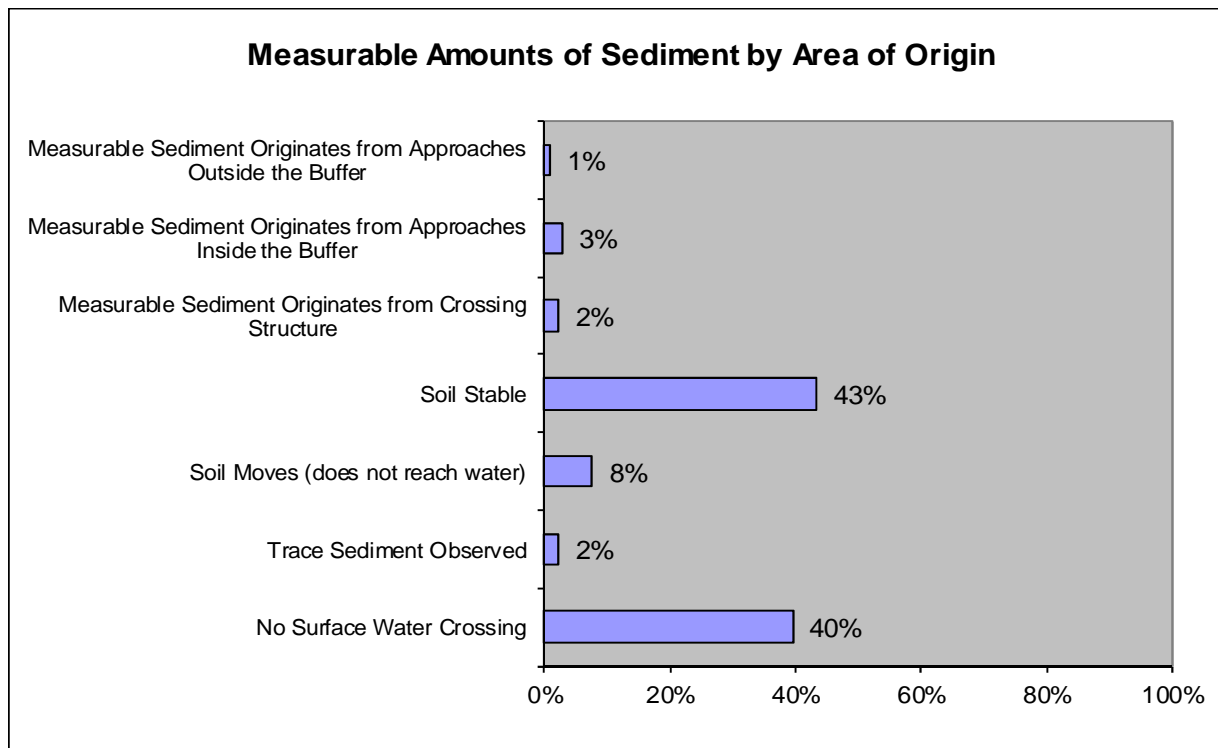 Measurable Amounts of Sediment by Area of Origin
Measurable Sediment Originates from Approaches
Outside the Buffer
1%
Measurable Sediment Originates from Approaches
Inside the Buffer
3%
Measurable Sediment Originates from Crossing
Structure
2%
Soil Stable
43%
Soil Moves (does not reach water)
8%
Trace Sediment Observed
2%
No Surface Water Crossing
40%
0% 20% 40% 60% 80% 100%